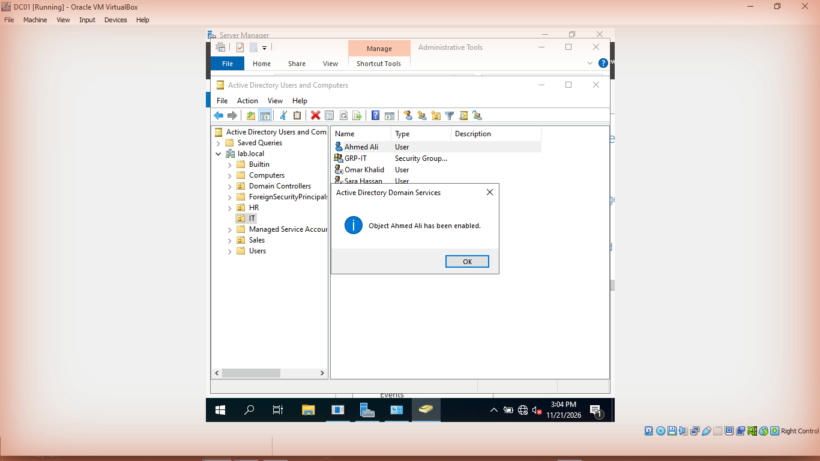 DC01 [Running] - Oracle VM VirtualBox
File Machine View Input Devices Help
Server Manager
Manage Administrative Tools
File Home Share View Shortcut Tools
Active Directory Users and Computers
File Action View Help
Active Directory Users and Com
Saved Queries
lab.local
Builtin
Computers
Domain Controllers
ForeignSecurityPrincipals
HR
IT
Managed Service Accoun
Sales
Users
Name Type Description
Ahmed Ali User
GRP-IT Security Group...
Omar Khalid User
Sara Hassan User
Active Directory Domain Services
Object Ahmed Ali has been enabled.
OK
Events
3:04 PM
11/21/2026
1
Right Control